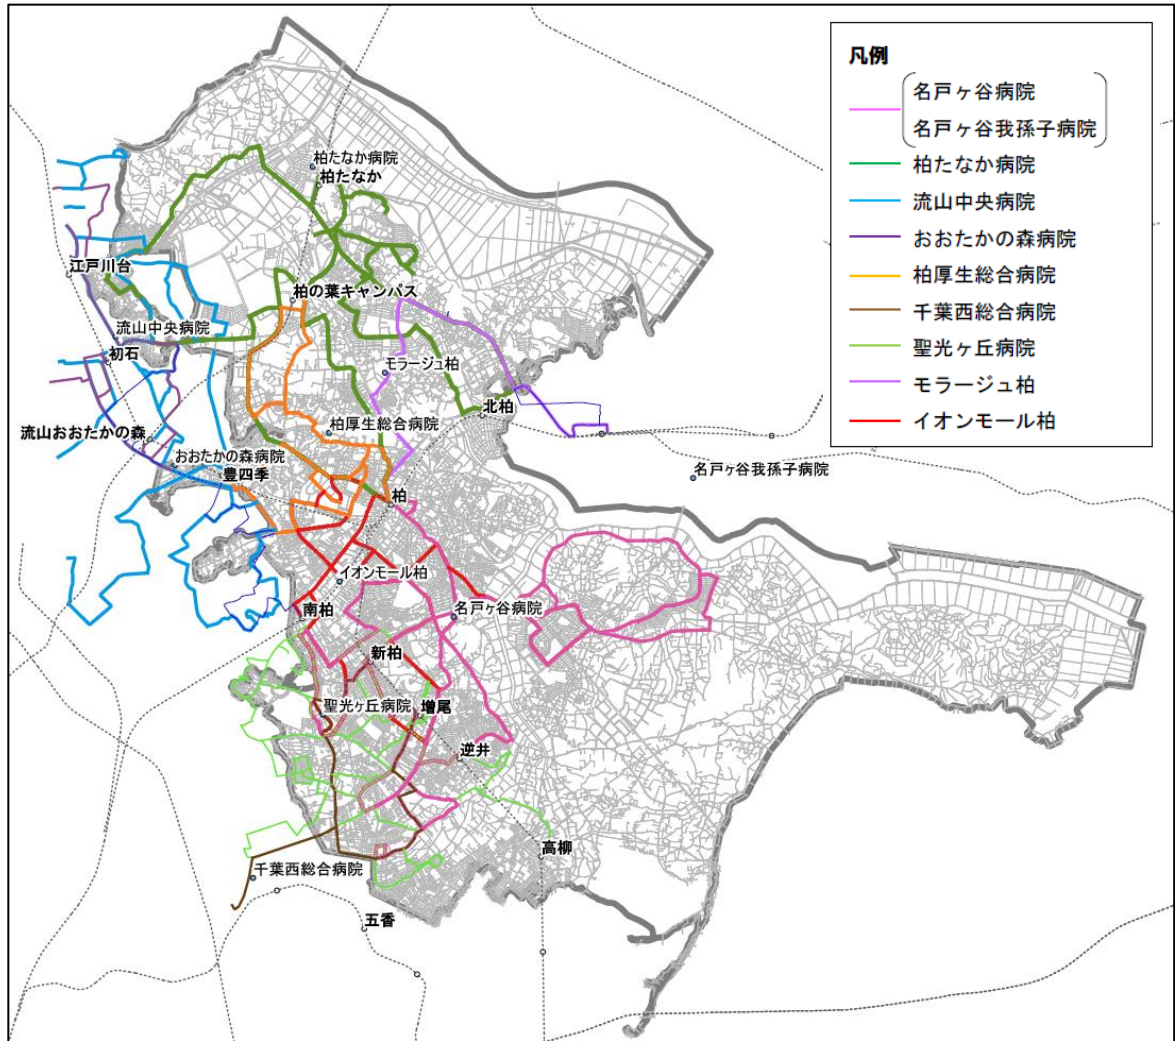 凡例
名戸ヶ谷病院
名戸ヶ谷我孫子病院
柏たなか病院
流山中央病院
おおたかの森病院
柏厚生総合病院
千葉西総合病院
聖光ヶ丘病院
モラージュ柏
イオンモール柏
柏たなか病院
柏たなか
江戸川台
柏の葉キャンパス
流山中央病院
初石
モラージュ柏
北柏
柏厚生総合病院
流山おおたかの森
おおたかの森病院
豊四季
名戸ヶ谷我孫子病院
柏
イオンモール柏
名戸ヶ谷病院
南柏
新柏
聖光ヶ丘病院
増尾
逆井
高柳
千葉西総合病院
五香